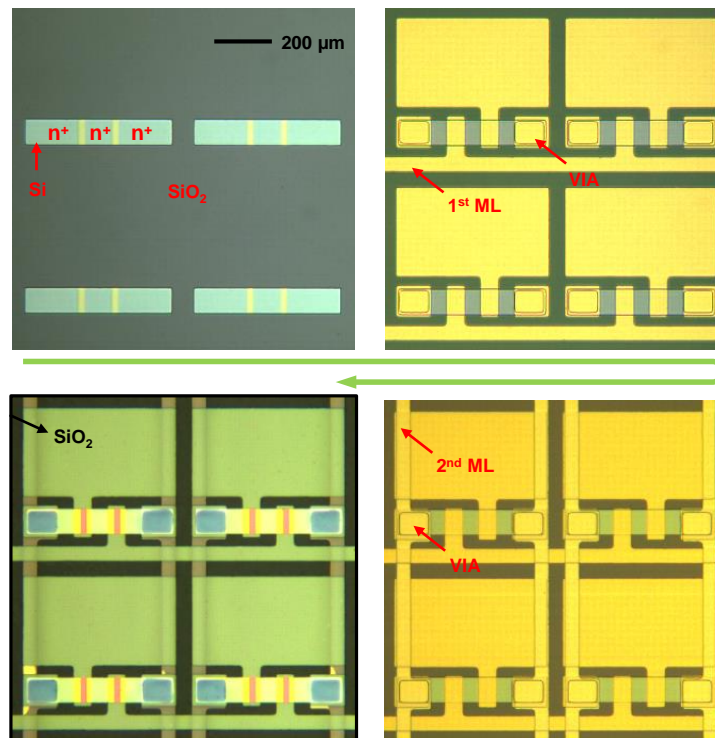 200 µm
n⁺ n⁺ n⁺
Si
SiO₂
VIA
1ˢᵗ ML
SiO₂
2ⁿᵈ ML
VIA